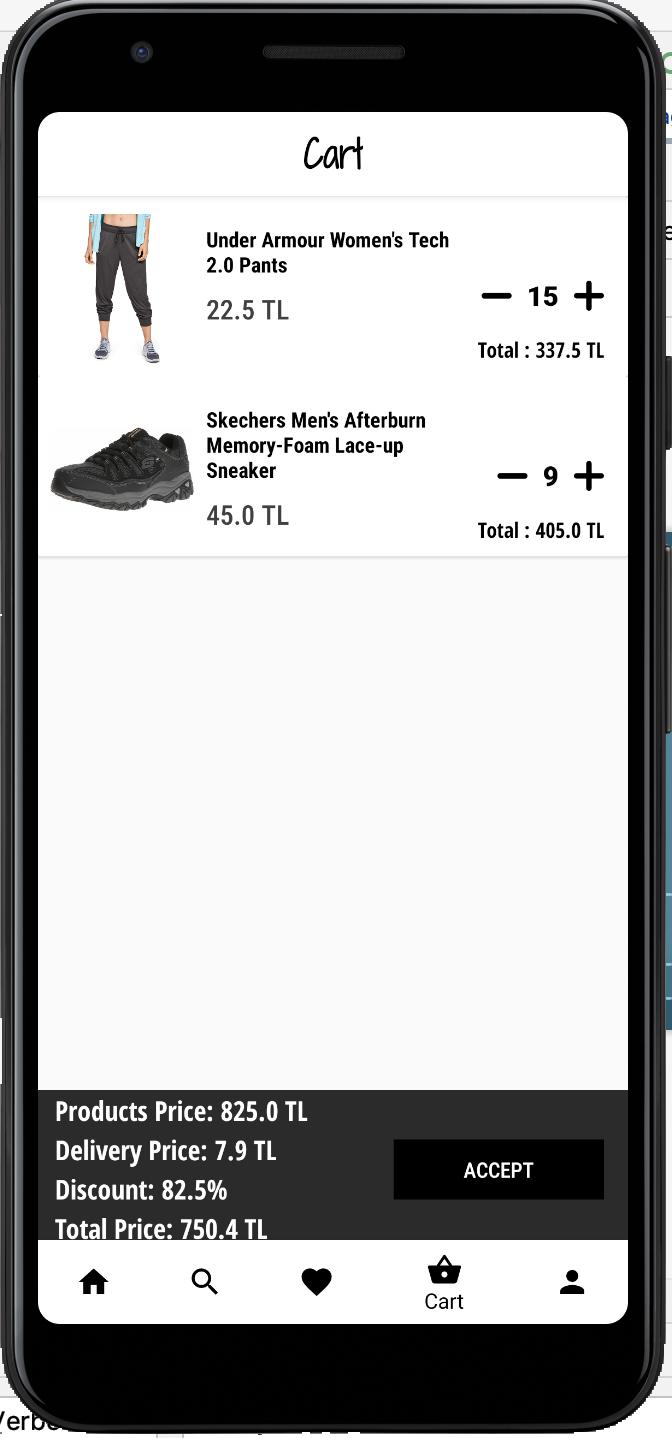 Cart
Under Armour Women's Tech
2.0 Pants
22.5 TL
15
Total : 337.5 TL
Skechers Men's Afterburn
Memory-Foam Lace-up
Sneaker
45.0 TL
9
Total : 405.0 TL
Products Price: 825.0 TL
Delivery Price: 7.9 TL
Discount: 82.5%
Total Price: 750.4 TL
ACCEPT
Cart